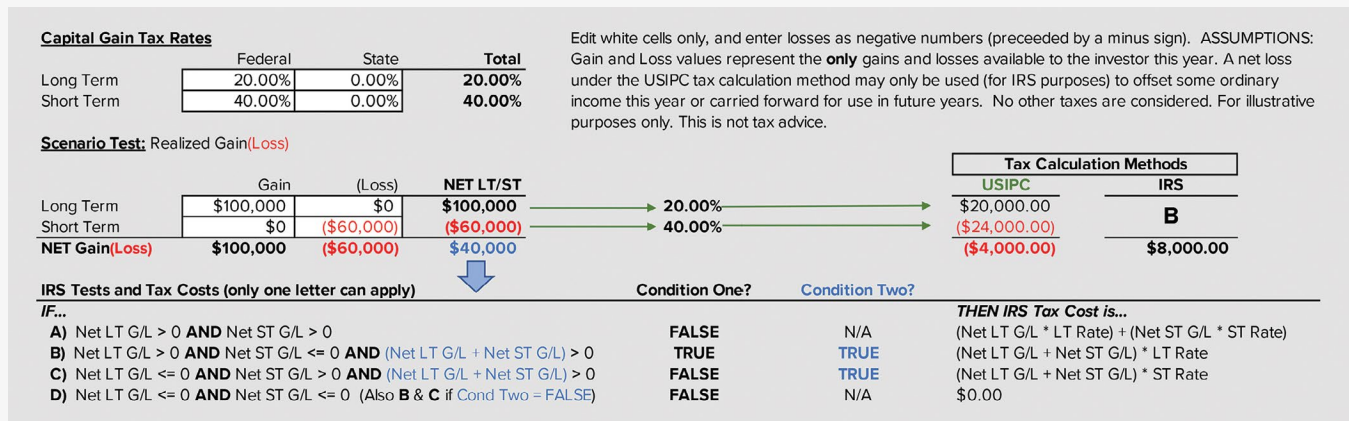 Capital Gain Tax Rates
Federal State Total
Long Term 20.00% 0.00% 20.00%
Short Term 40.00% 0.00% 40.00%
Edit white cells only, and enter losses as negative numbers (preceeded by a minus sign). ASSUMPTIONS:
Gain and Loss values represent the only gains and losses available to the investor this year. A net loss
under the USIPC tax calculation method may only be used (for IRS purposes) to offset some ordinary
income this year or carried forward for use in future years. No other taxes are considered. For illustrative
purposes only. This is not tax advice.
Scenario Test: Realized Gain(Loss)
Tax Calculation Methods
Gain (Loss) NET LT/ST USIPC IRS
Long Term $100,000 $0 $100,000 20.00% $20,000.00
Short Term $0 ($60,000) ($60,000) 40.00% ($24,000.00) B
NET Gain(Loss) $100,000 ($60,000) $40,000 ($4,000.00) $8,000.00
IRS Tests and Tax Costs (only one letter can apply) Condition One? Condition Two?
IF... THEN IRS Tax Cost is...
A) Net LT G/L > 0 AND Net ST G/L > 0 FALSE N/A (Net LT G/L * LT Rate) + (Net ST G/L * ST Rate)
B) Net LT G/L > 0 AND Net ST G/L <= 0 AND (Net LT G/L + Net ST G/L) > 0 TRUE TRUE (Net LT G/L + Net ST G/L) * LT Rate
C) Net LT G/L <= 0 AND Net ST G/L > 0 AND (Net LT G/L + Net ST G/L) > 0 FALSE TRUE (Net LT G/L + Net ST G/L) * ST Rate
D) Net LT G/L <= 0 AND Net ST G/L <= 0 (Also B & C if Cond Two = FALSE) FALSE N/A $0.00